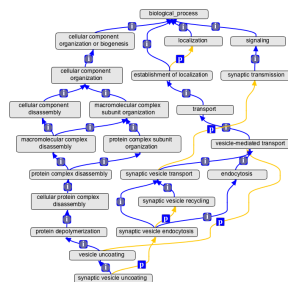 biological_process
cellular component
organization or biogenesis
localization
signaling
cellular component
organization
establishment of localization
synaptic transmission
cellular component
disassembly
macromolecular complex
subunit organization
transport
macromolecular complex
disassembly
protein complex subunit
organization
vesicle-mediated transport
protein complex disassembly
synaptic vesicle transport
endocytosis
cellular protein complex
disassembly
synaptic vesicle recycling
protein depolymerization
synaptic vesicle endocytosis
vesicle uncoating
synaptic vesicle uncoating